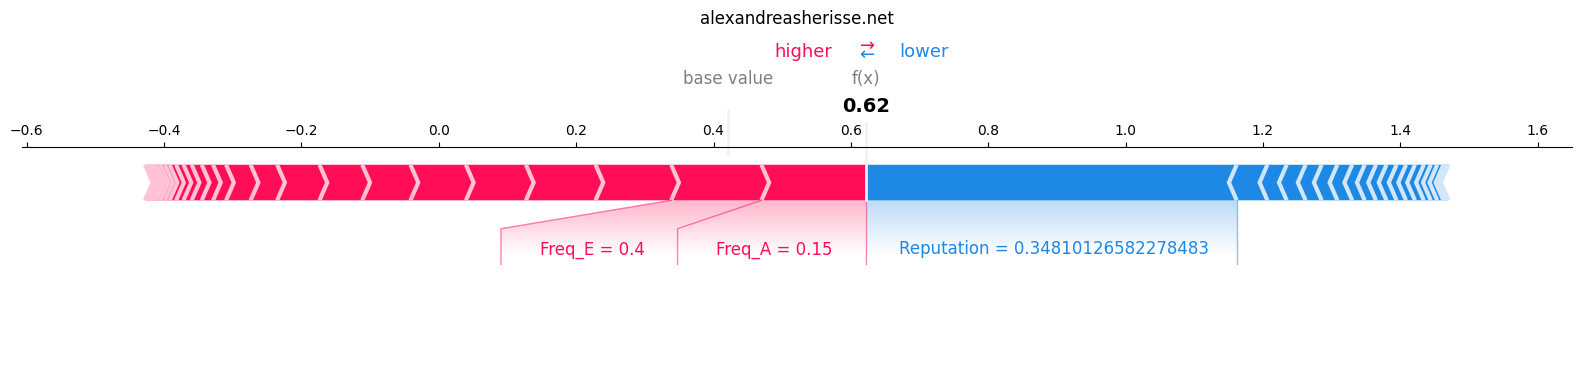 alexandreasherisse.net
higher ⇄ lower
base value f(x)
0.62
−0.6 −0.4 −0.2 0.0 0.2 0.4 0.6 0.8 1.0 1.2 1.4 1.6
Freq_E = 0.4 Freq_A = 0.15 Reputation = 0.34810126582278483